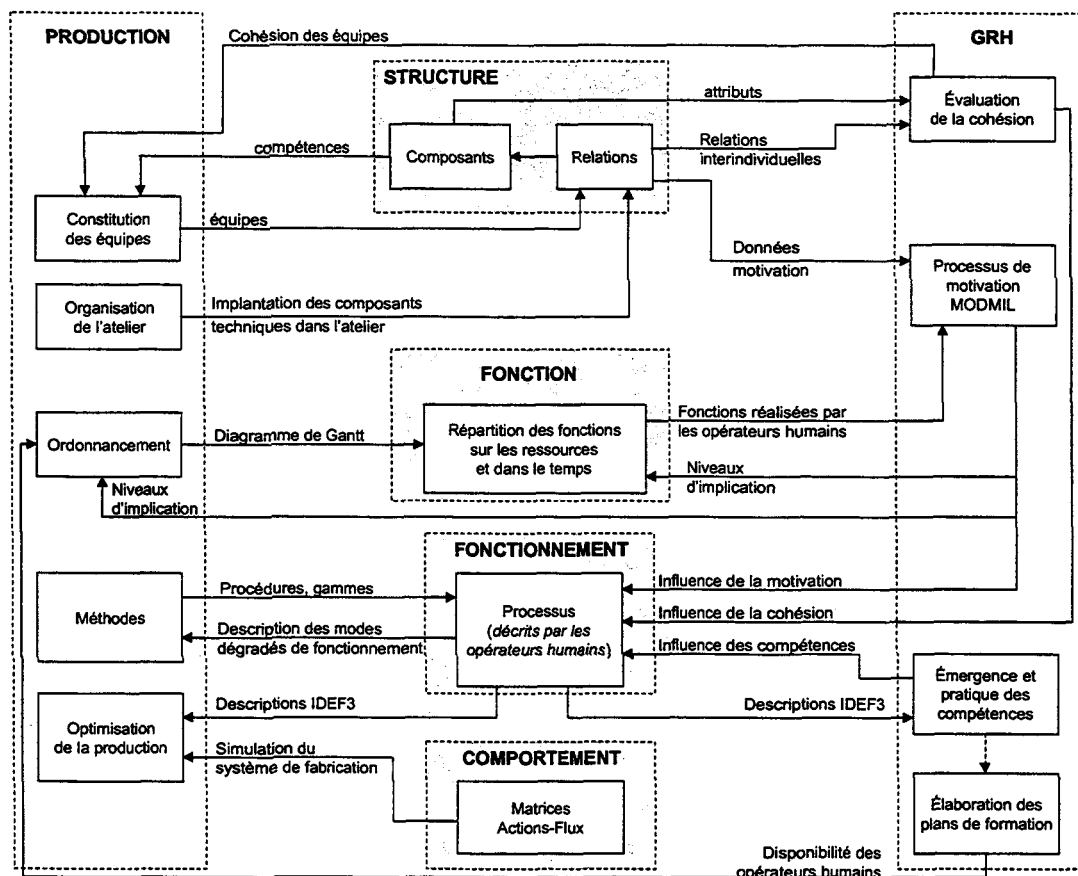 PRODUCTION
Cohésion des équipes
GRH
STRUCTURE
attributs
Évaluation
de la cohésion
compétences
Composants
Relations
Relations
interindividuelles
Constitution
des équipes
équipes
Données
motivation
Processus de
motivation
MODMIL
Organisation
de l'atelier
Implantation des composants
techniques dans l'atelier
FONCTION
Ordonnancement
Diagramme de Gantt
Répartition des fonctions
sur les ressources
et dans le temps
Fonctions réalisées par
les opérateurs humains
Niveaux
d'implication
Niveaux
d'implication
FONCTIONNEMENT
Méthodes
Procédures, gammes
Description des modes
dégradés de fonctionnement
Processus
(décrits par les
opérateurs humains)
Influence de la motivation
Influence de la cohésion
Influence des compétences
Émergence et
pratique des
compétences
Optimisation
de la production
Descriptions IDEF3
Descriptions IDEF3
Simulation du
système de fabrication
COMPORTEMENT
Matrices
Actions-Flux
Élaboration des
plans de formation
Disponibilité des
opérateurs humains